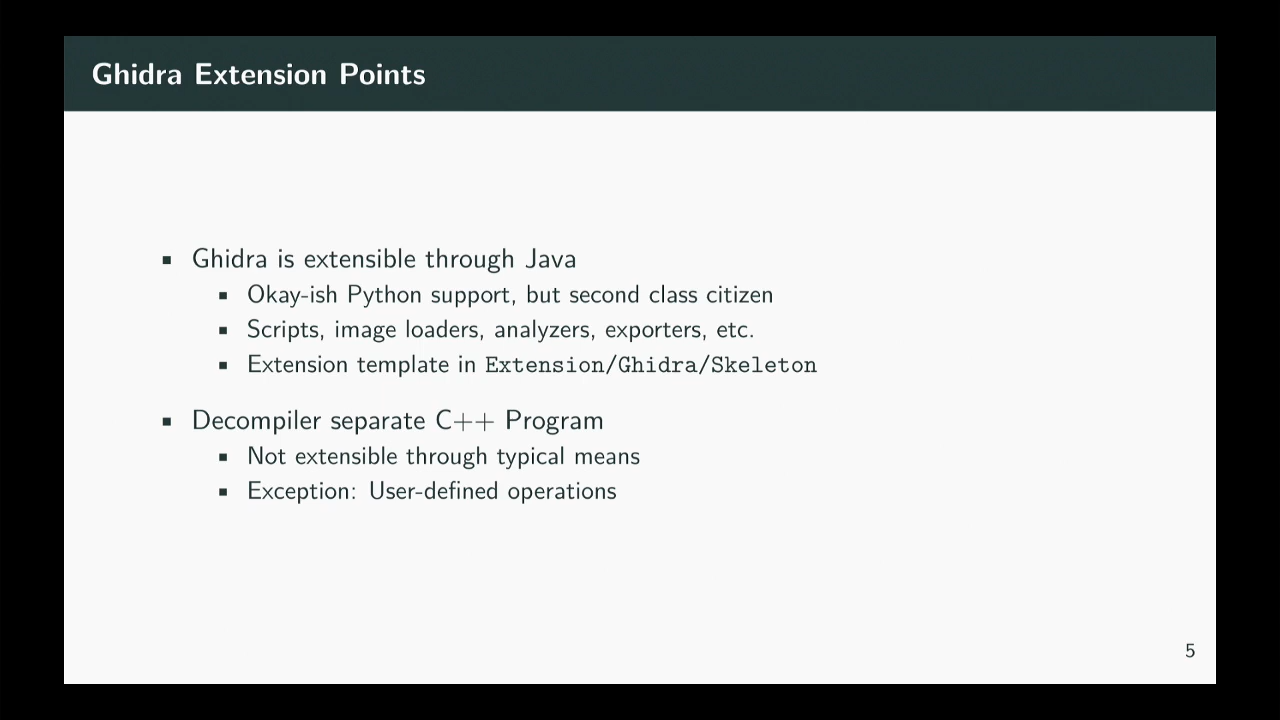 Ghidra Extension Points
▪ Ghidra is extensible through Java
▪ Okay-ish Python support, but second class citizen
▪ Scripts, image loaders, analyzers, exporters, etc.
▪ Extension template in Extension/Ghidra/Skeleton
▪ Decompiler separate C++ Program
▪ Not extensible through typical means
▪ Exception: User-defined operations
5